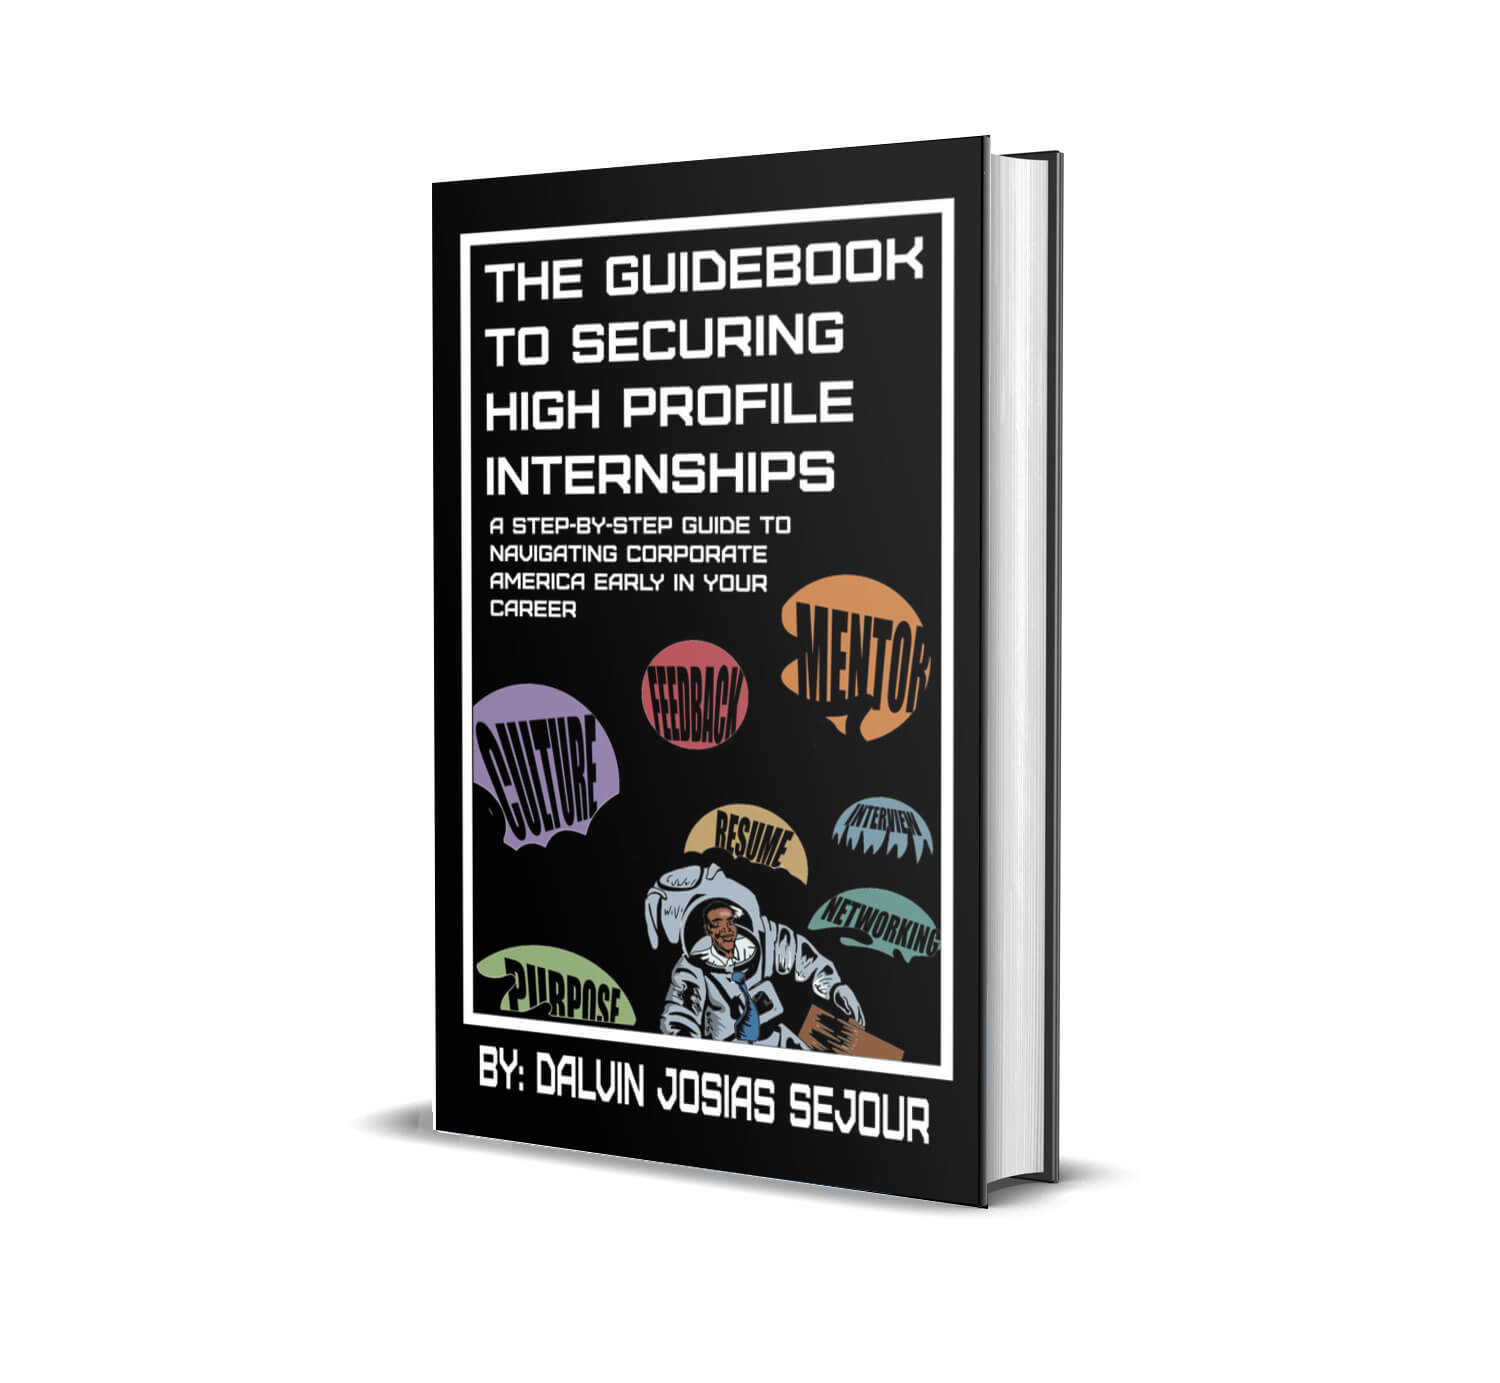 THE GUIDEBOOK
TO SECURING
HIGH PROFILE
INTERNSHIPS
A STEP-BY-STEP GUIDE TO
NAVIGATING CORPORATE
AMERICA EARLY IN YOUR
CAREER
MENTOR
FEEDBACK
CULTURE
RESUME
INTERVIEW
NETWORKING
PURPOSE
BY: DALVIN JOSIAS SEJOUR